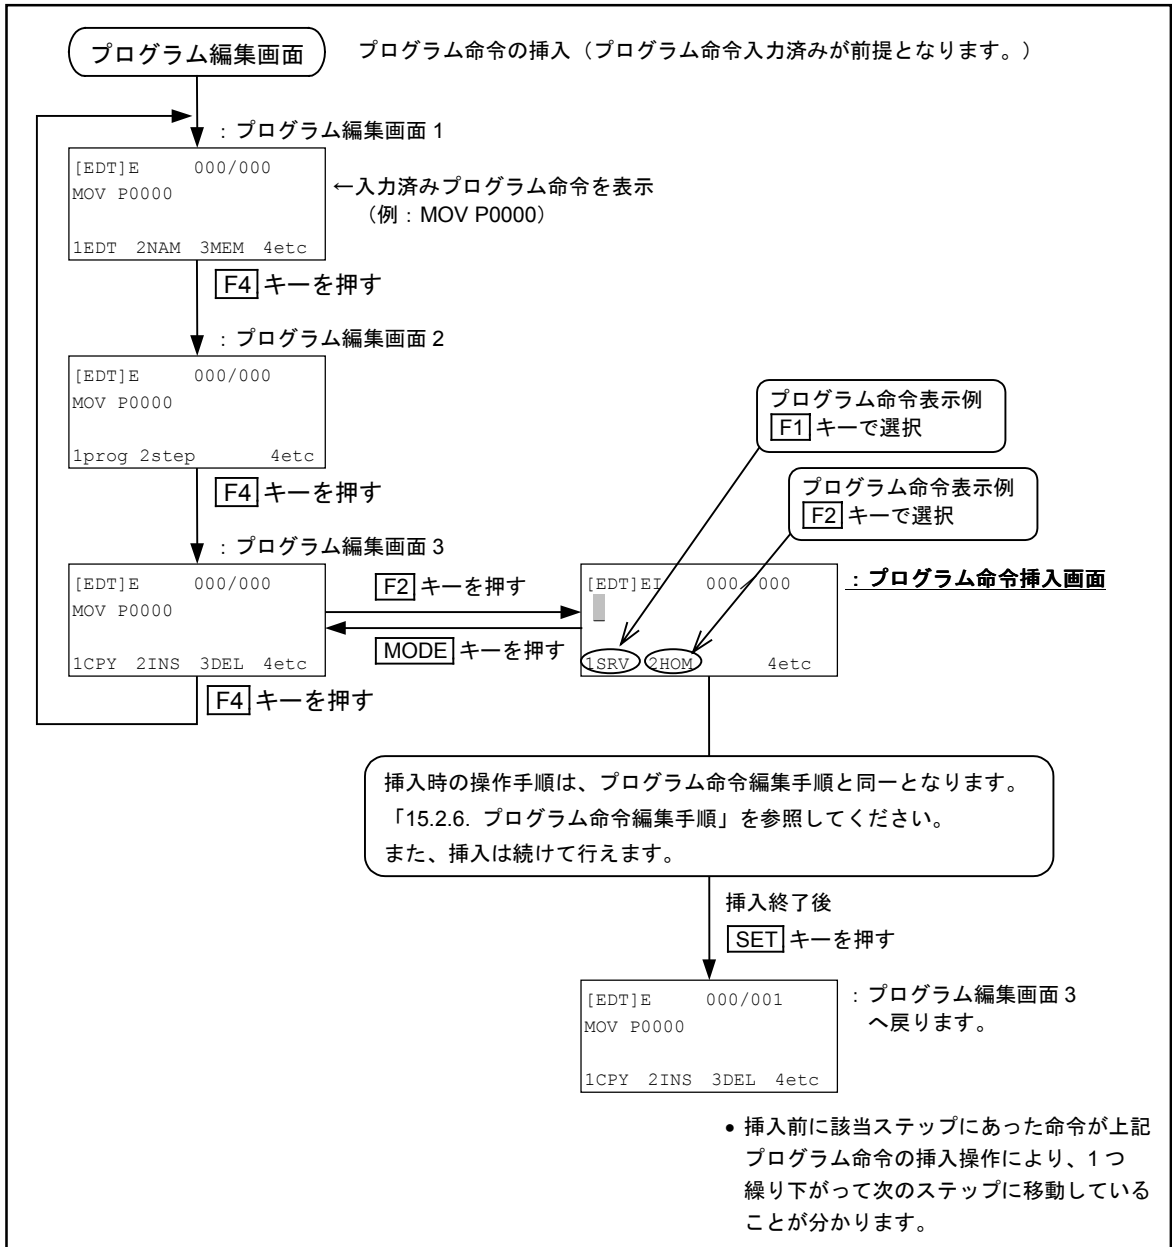 プログラム編集画面
プログラム命令の挿入（プログラム命令入力済みが前提となります。）
：プログラム編集画面 1
[EDT]E 000/000
MOV P0000
1EDT 2NAM 3MEM 4etc
←入力済みプログラム命令を表示
（例：MOV P0000）
F4 キーを押す
：プログラム編集画面 2
[EDT]E 000/000
MOV P0000
1prog 2step 4etc
F4 キーを押す
プログラム命令表示例
F1 キーで選択
プログラム命令表示例
F2 キーで選択
：プログラム編集画面 3
[EDT]E 000/000
MOV P0000
1CPY 2INS 3DEL 4etc
F2 キーを押す
MODE キーを押す
[EDT]EI 000/000
1SRV 2HOM 4etc
：プログラム命令挿入画面
F4 キーを押す
挿入時の操作手順は、プログラム命令編集手順と同一となります。
「15.2.6. プログラム命令編集手順」を参照してください。
また、挿入は続けて行えます。
挿入終了後
SET キーを押す
[EDT]E 000/001
MOV P0000
1CPY 2INS 3DEL 4etc
：プログラム編集画面 3
へ戻ります。
• 挿入前に該当ステップにあった命令が上記
プログラム命令の挿入操作により、1 つ
繰り下がって次のステップに移動している
ことが分かります。